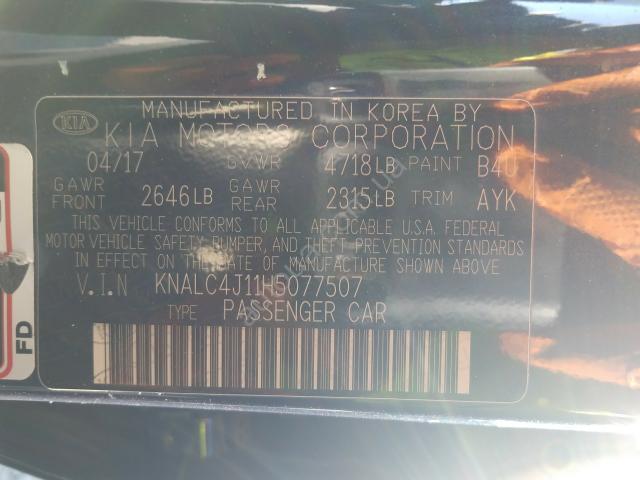 MANUFACTURED IN KOREA BY
KIA KIA MOTORS CORPORATION
04/17 GVWR 4718LB PAINT B4U
GAWR FRONT 2646LB GAWR REAR 2315LB TRIM AYK
THIS VEHICLE CONFORMS TO ALL APPLICABLE U.S.A. FEDERAL
MOTOR VEHICLE SAFETY, BUMPER, AND THEFT PREVENTION STANDARDS
IN EFFECT ON THE DATE OF MANUFACTURE SHOWN ABOVE
V.I.N KNALC4J11H5077507
TYPE PASSENGER CAR
FD